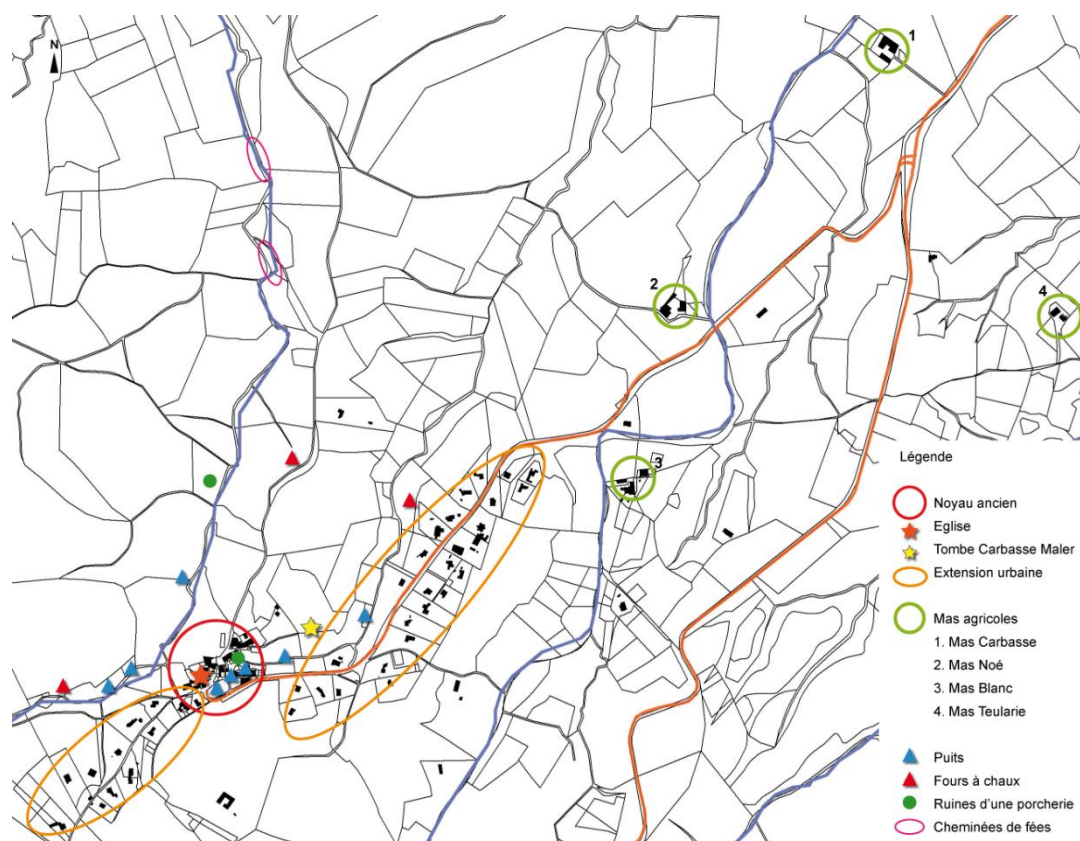 N
1
2
4
3
Légende
Noyau ancien
Eglise
Tombe Carbasse Maler
Extension urbaine
Mas agricoles
1. Mas Carbasse
2. Mas Noé
3. Mas Blanc
4. Mas Teularie
Puits
Fours à chaux
Ruines d'une porcherie
Cheminées de fées